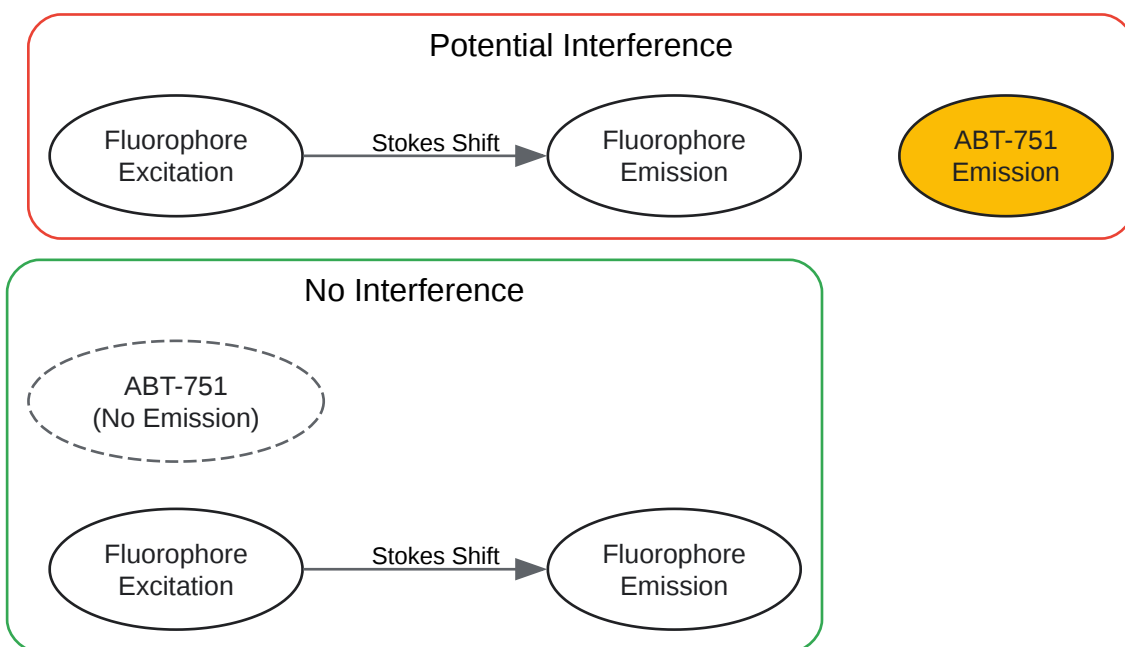 Potential Interference
Fluorophore
Excitation
Stokes Shift
Fluorophore
Emission
ABT-751
Emission
No Interference
ABT-751
(No Emission)
Fluorophore
Excitation
Stokes Shift
Fluorophore
Emission